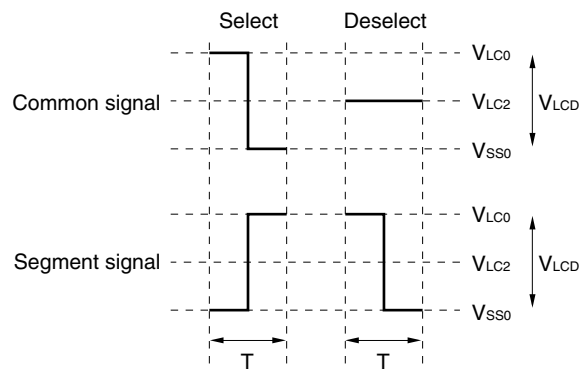 Select Deselect
VLC0
Common signal VLC2 VLCD
VSS0
VLC0
Segment signal VLC2 VLCD
VSS0
T T